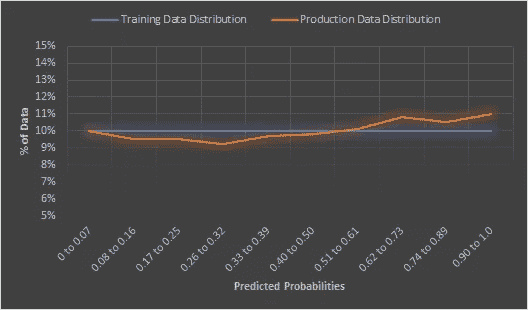 Training Data Distribution Production Data Distribution
15%
14%
13%
12%
11%
10%
9%
8%
7%
6%
5%
% of Data
0 to 0.07
0.08 to 0.16
0.17 to 0.25
0.26 to 0.32
0.33 to 0.39
0.40 to 0.50
0.51 to 0.61
0.62 to 0.73
0.74 to 0.89
0.90 to 1.0
Predicted Probabilities